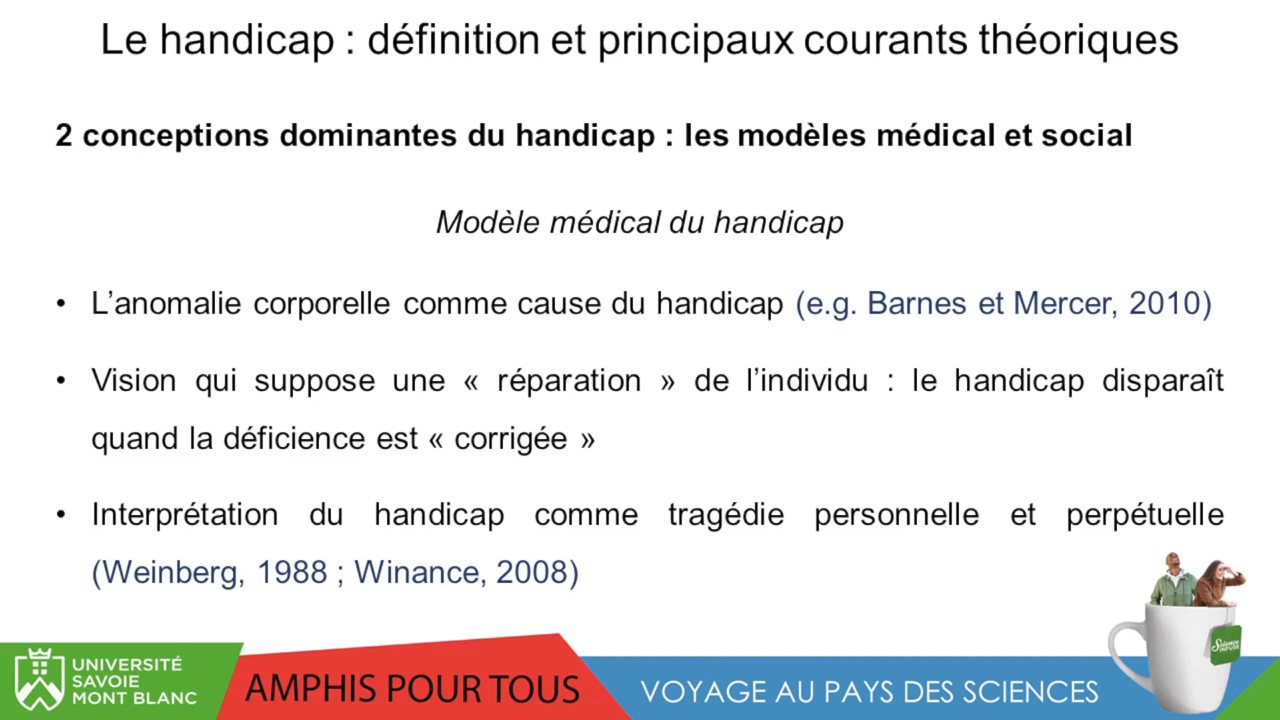 Le handicap : définition et principaux courants théoriques
2 conceptions dominantes du handicap : les modèles médical et social
Modèle médical du handicap
• L’anomalie corporelle comme cause du handicap (e.g. Barnes et Mercer, 2010)
• Vision qui suppose une « réparation » de l’individu : le handicap disparaît
quand la déficience est « corrigée »
• Interprétation du handicap comme tragédie personnelle et perpétuelle
(Weinberg, 1988 ; Winance, 2008)
Science
INFUSE
UNIVERSITÉ
SAVOIE
MONT BLANC
AMPHIS POUR TOUS
VOYAGE AU PAYS DES SCIENCES